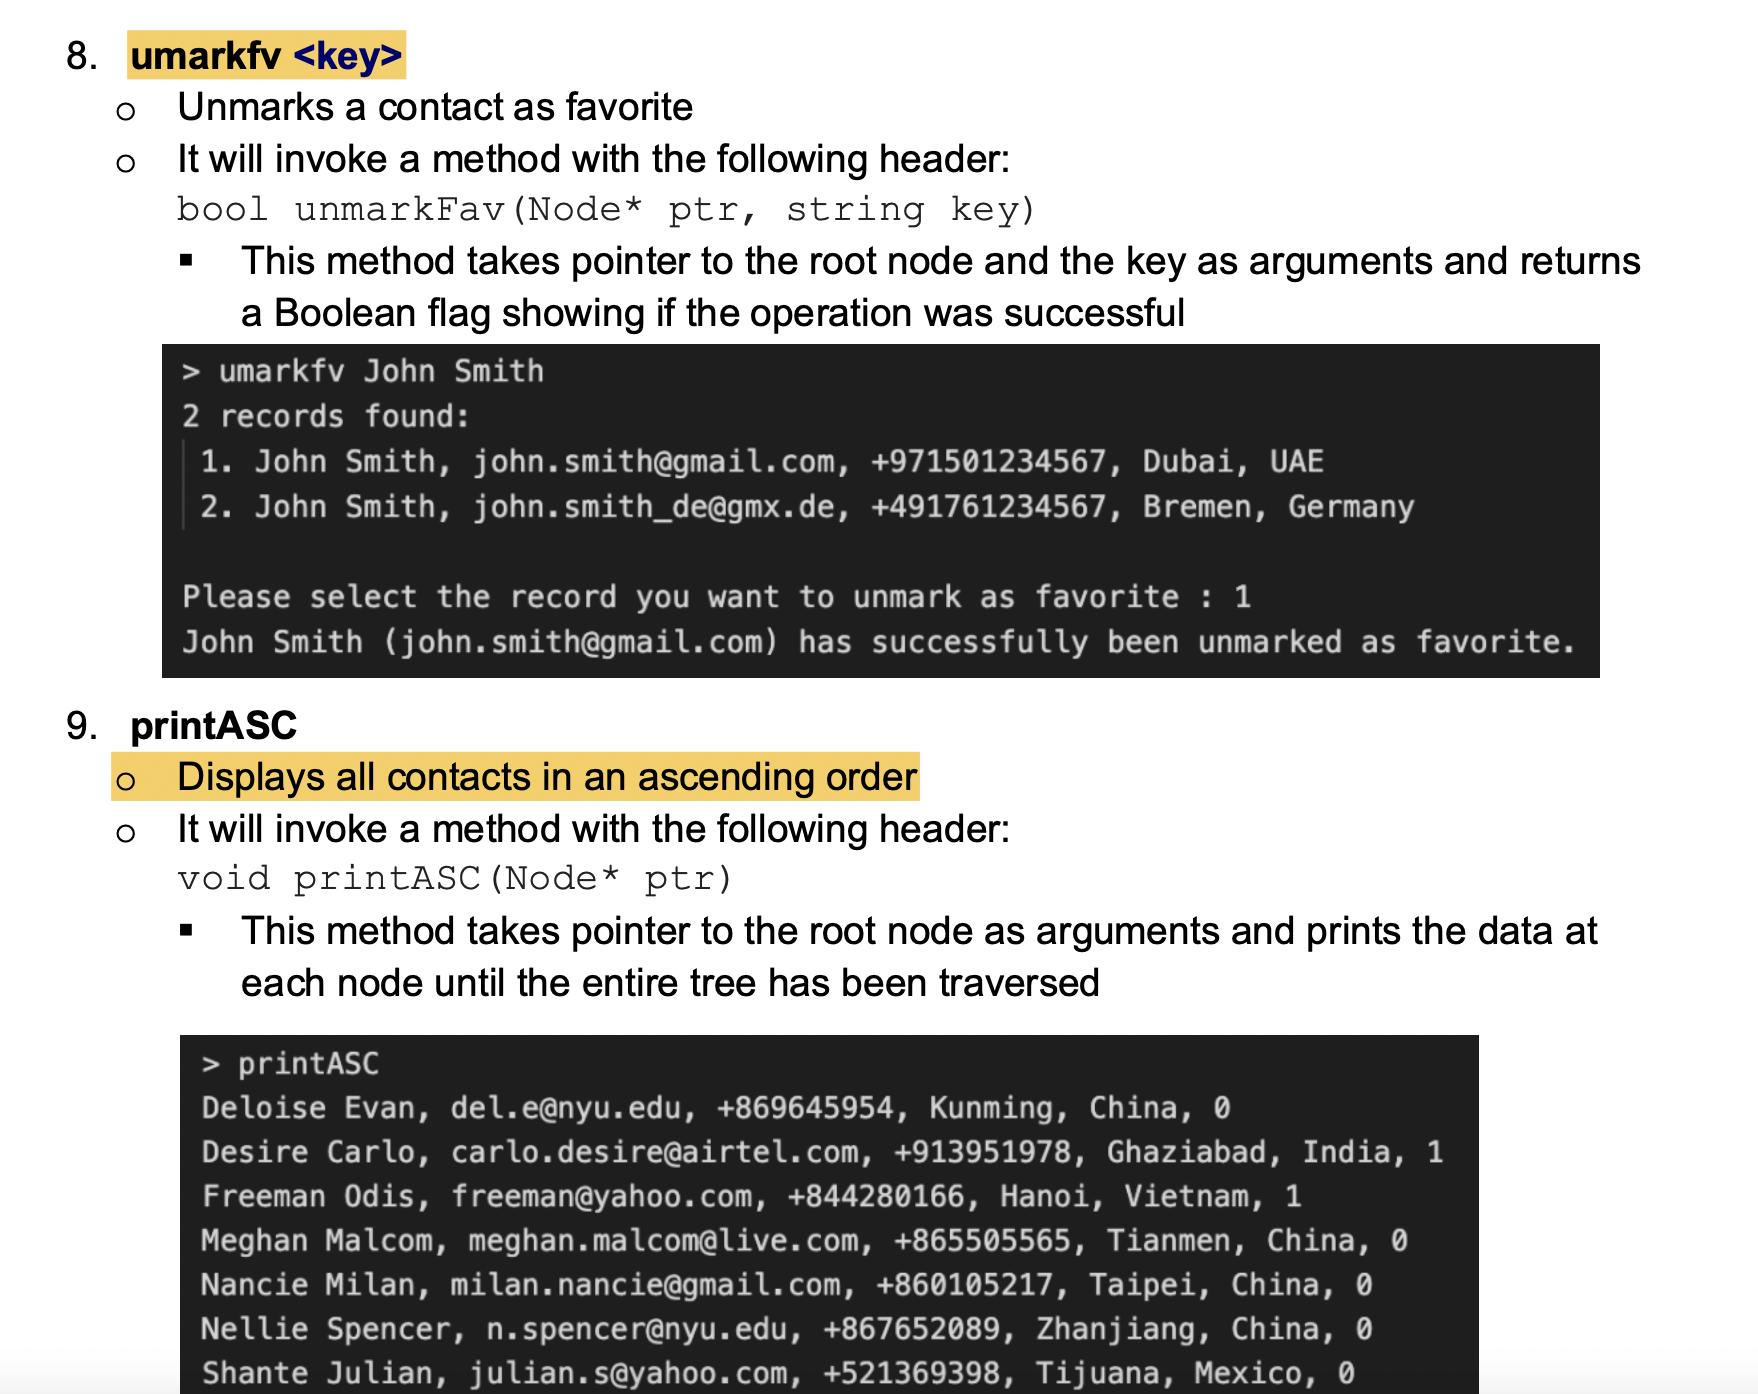 8. umarkfv <key>
o Unmarks a contact as favorite
o It will invoke a method with the following header:
bool unmarkFav(Node* ptr, string key)
▪ This method takes pointer to the root node and the key as arguments and returns
a Boolean flag showing if the operation was successful
> umarkfv John Smith
2 records found:
1. John Smith, john.smith@gmail.com, +971501234567, Dubai, UAE
2. John Smith, john.smith_de@gmx.de, +491761234567, Bremen, Germany
Please select the record you want to unmark as favorite : 1
John Smith (john.smith@gmail.com) has successfully been unmarked as favorite.
9. printASC
o Displays all contacts in an ascending order
o It will invoke a method with the following header:
void printASC(Node* ptr)
▪ This method takes pointer to the root node as arguments and prints the data at
each node until the entire tree has been traversed
> printASC
Deloise Evan, del.e@nyu.edu, +869645954, Kunming, China, 0
Desire Carlo, carlo.desire@airtel.com, +913951978, Ghaziabad, India, 1
Freeman Odis, freeman@yahoo.com, +844280166, Hanoi, Vietnam, 1
Meghan Malcom, meghan.malcom@live.com, +865505565, Tianmen, China, 0
Nancie Milan, milan.nancie@gmail.com, +860105217, Taipei, China, 0
Nellie Spencer, n.spencer@nyu.edu, +867652089, Zhanjiang, China, 0
Shante Julian, julian.s@yahoo.com, +521369398, Tijuana, Mexico, 0